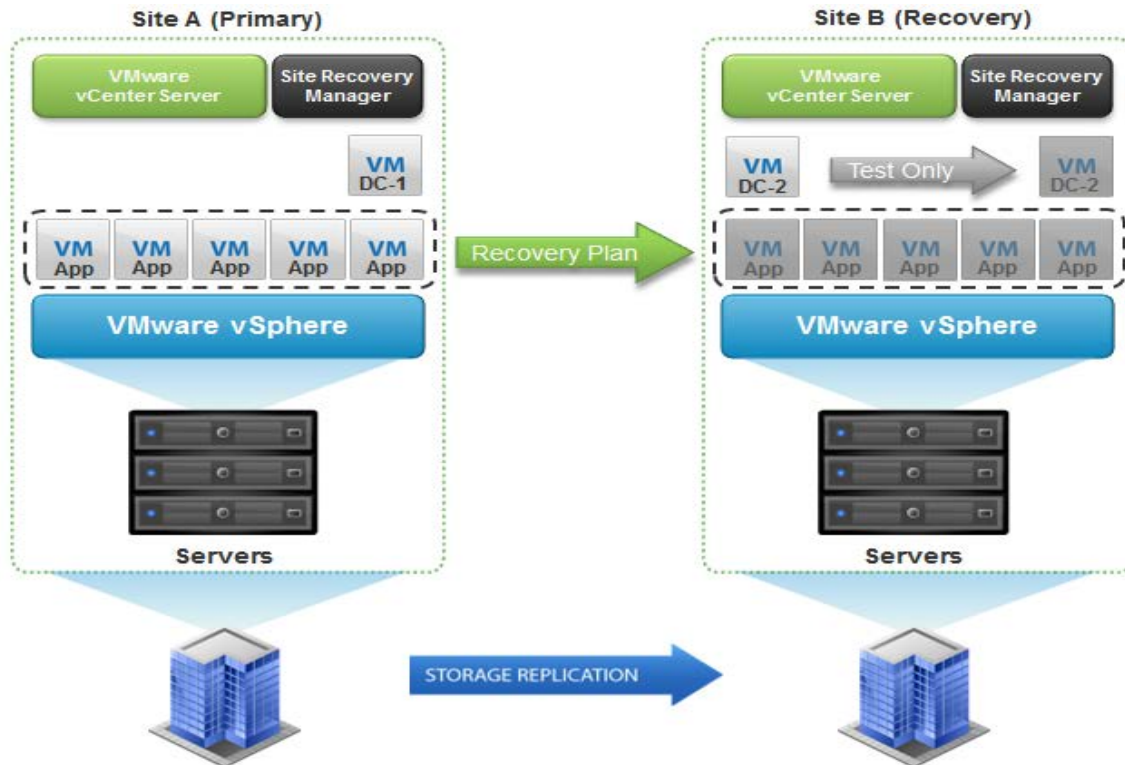 Site A (Primary)
VMware
vCenter Server
Site Recovery
Manager
VM
DC-1
VM
App
VM
App
VM
App
VM
App
VM
App
VMware vSphere
Servers
Recovery Plan
STORAGE REPLICATION
Site B (Recovery)
VMware
vCenter Server
Site Recovery
Manager
VM
DC-2
Test Only
VM
DC-2
VM
App
VM
App
VM
App
VM
App
VM
App
VMware vSphere
Servers